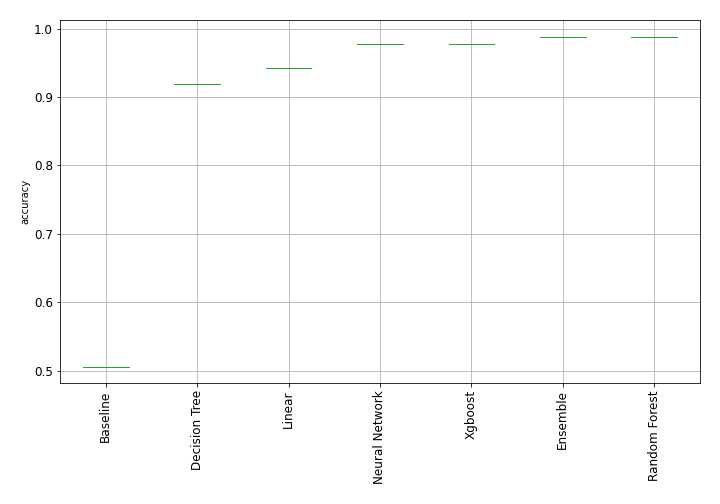 1.0
0.9
0.8
0.7
0.6
0.5
accuracy
Baseline
Decision Tree
Linear
Neural Network
Xgboost
Ensemble
Random Forest